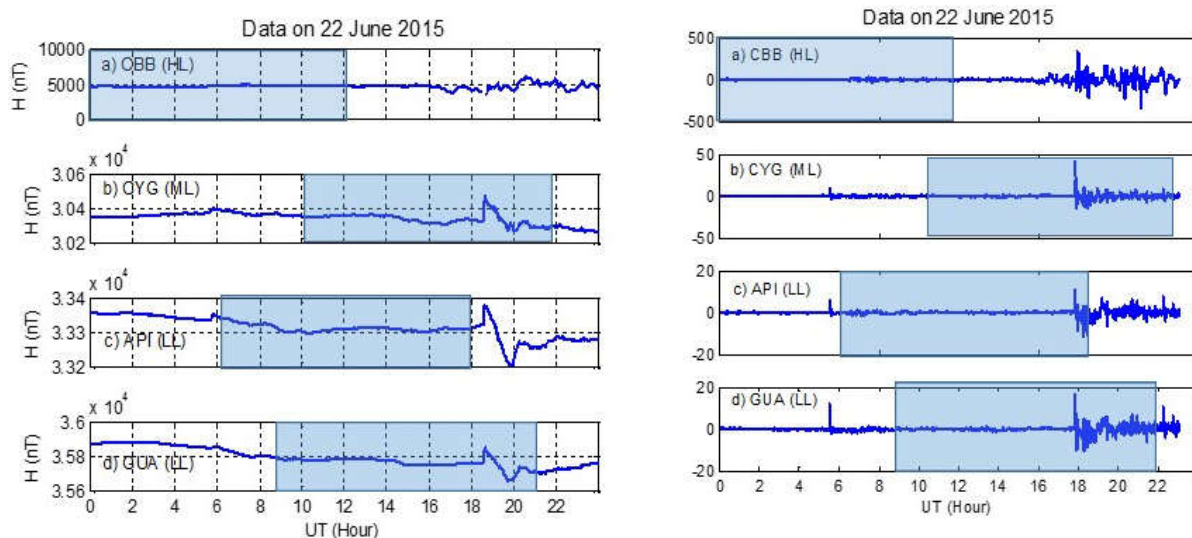 Data on 22 June 2015
H (nT)
10000
5000
0
a) OBB (HL)
x 10^4
H (nT)
3.06
3.04
3.02
b) CYG (ML)
x 10^4
H (nT)
3.34
3.33
3.32
c) API (LL)
x 10^4
H (nT)
3.6
3.58
3.56
d) GUA (LL)
0 2 4 6 8 10 12 14 16 18 20 22
UT (Hour)
Data on 22 June 2015
500
0
-500
a) CBB (HL)
50
0
-50
b) CYG (ML)
20
0
-20
c) API (LL)
20
0
-20
d) GUA (LL)
0 2 4 6 8 10 12 14 16 18 20 22
UT (Hour)